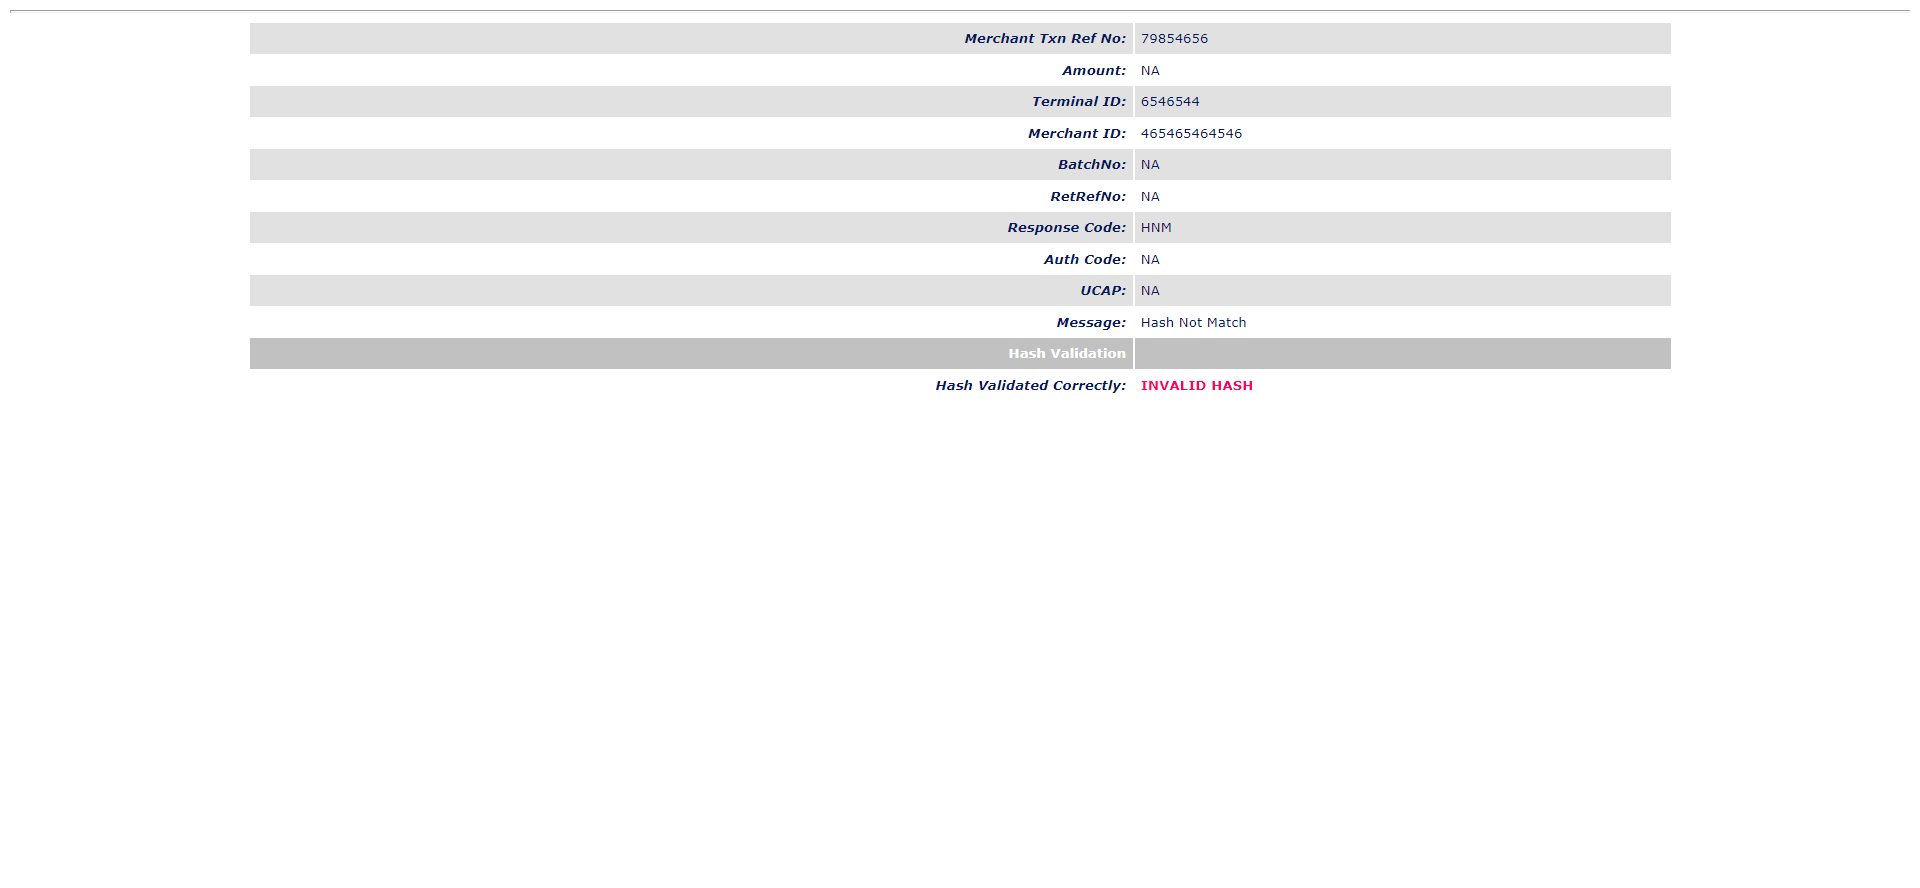 Merchant Txn Ref No: 79854656
Amount: NA
Terminal ID: 6546544
Merchant ID: 465465464546
BatchNo: NA
RetRefNo: NA
Response Code: HNM
Auth Code: NA
UCAP: NA
Message: Hash Not Match
Hash Validation
Hash Validated Correctly: INVALID HASH